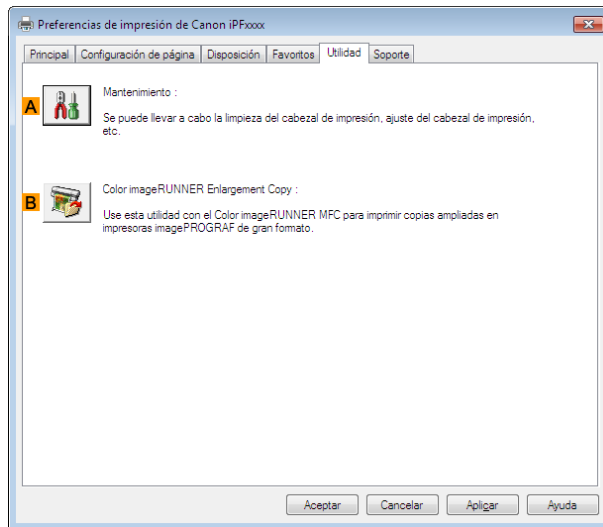 Preferencias de impresión de Canon iPFxxxx
Principal Configuración de página Disposición Favoritos Utilidad Soporte
A
Mantenimiento :
Se puede llevar a cabo la limpieza del cabezal de impresión, ajuste del cabezal de impresión,
etc.
B
Color imageRUNNER Enlargement Copy :
Use esta utilidad con el Color imageRUNNER MFC para imprimir copias ampliadas en
impresoras imagePROGRAF de gran formato.
Aceptar Cancelar Aplicar Ayuda